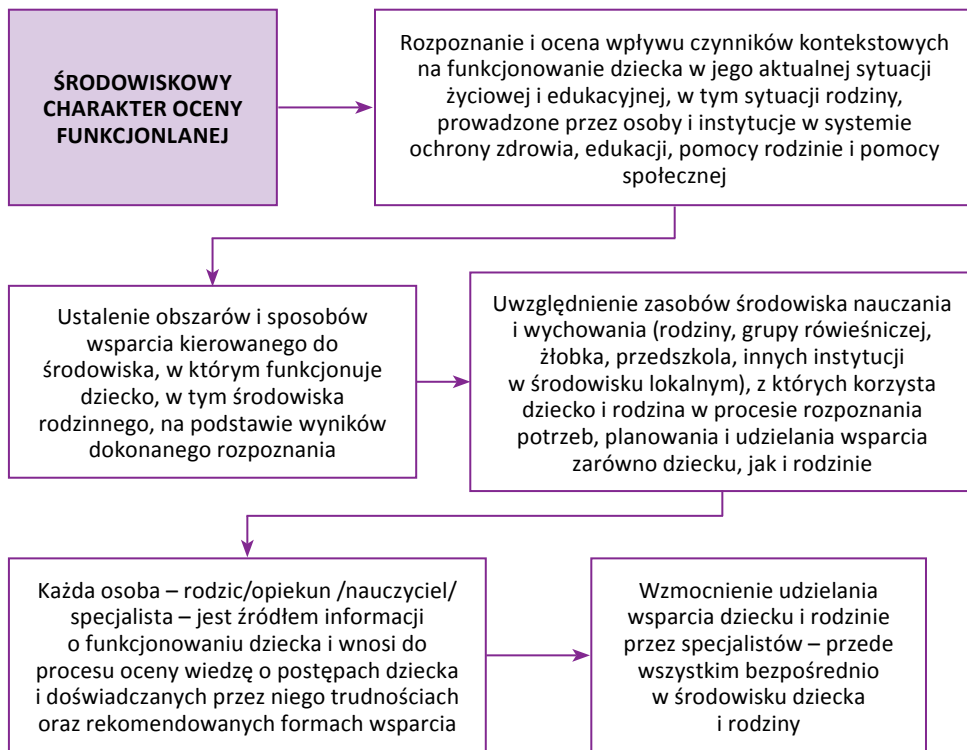 ŚRODOWISKOWY
CHARAKTER OCENY
FUNKCJONLANEJ
Rozpoznanie i ocena wpływu czynników kontekstowych
na funkcjonowanie dziecka w jego aktualnej sytuacji
życiowej i edukacyjnej, w tym sytuacji rodziny,
prowadzone przez osoby i instytucje w systemie
ochrony zdrowia, edukacji, pomocy rodzinie i pomocy
społecznej
Ustalenie obszarów i sposobów
wsparcia kierowanego do
środowiska, w którym funkcjonuje
dziecko, w tym środowiska
rodzinnego, na podstawie wyników
dokonanego rozpoznania
Uwzględnienie zasobów środowiska nauczania
i wychowania (rodziny, grupy rówieśniczej,
żłobka, przedszkola, innych instytucji
w środowisku lokalnym), z których korzysta
dziecko i rodzina w procesie rozpoznania
potrzeb, planowania i udzielania wsparcia
zarówno dziecku, jak i rodzinie
Każda osoba – rodzic/opiekun /nauczyciel/
specjalista – jest źródłem informacji
o funkcjonowaniu dziecka i wnosi do
procesu oceny wiedzę o postępach dziecka
i doświadczanych przez niego trudnościach
oraz rekomendowanych formach wsparcia
Wzmocnienie udzielania
wsparcia dziecku i rodzinie
przez specjalistów – przede
wszystkim bezpośrednio
w środowisku dziecka
i rodziny